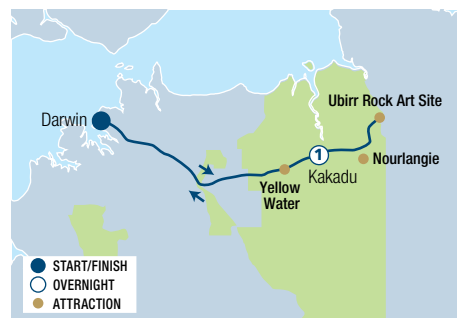 Ubirr Rock Art Site
Darwin
1
Nourlangie
Kakadu
Yellow
Water
START/FINISH
OVERNIGHT
ATTRACTION